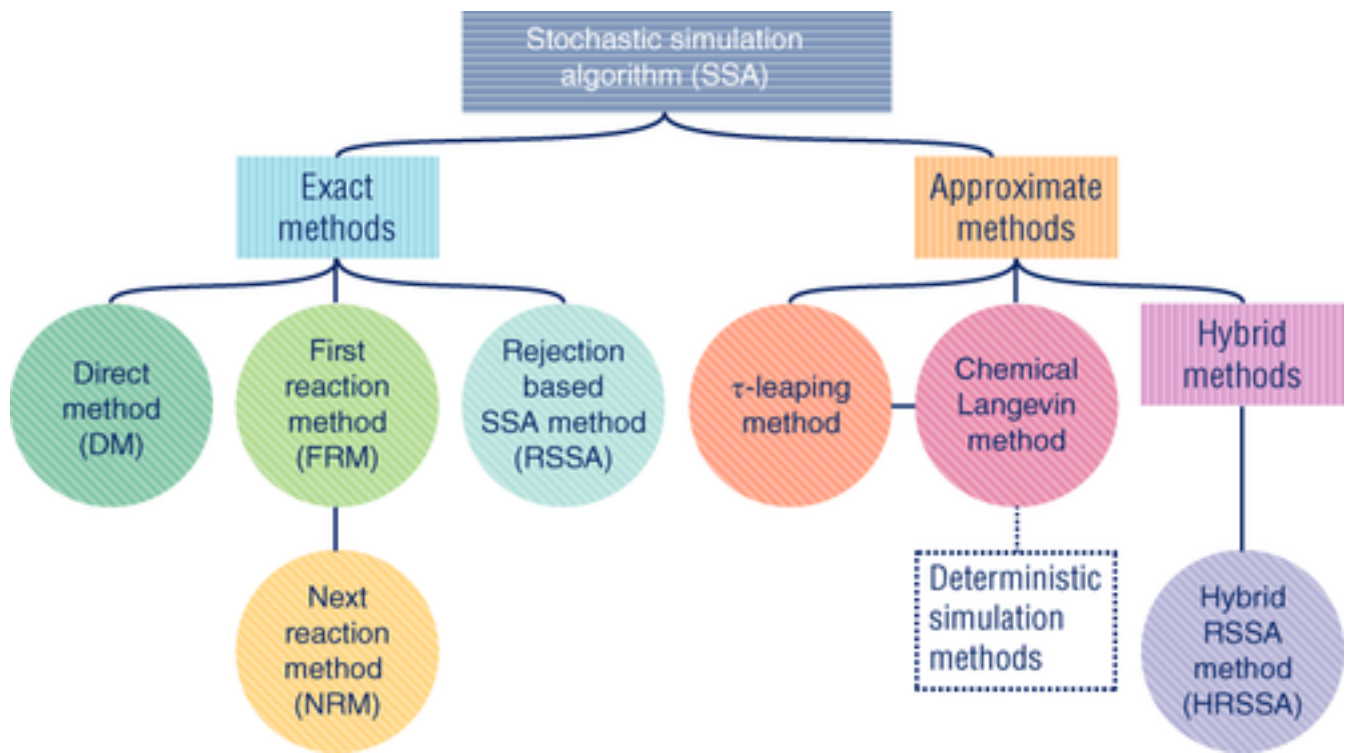 Stochastic simulation
algorithm (SSA)
Exact
methods
Approximate
methods
Direct
method
(DM)
First
reaction
method
(FRM)
Rejection
based
SSA method
(RSSA)
τ-leaping
method
Chemical
Langevin
method
Hybrid
methods
Next
reaction
method
(NRM)
Deterministic
simulation
methods
Hybrid
RSSA
method
(HRSSA)